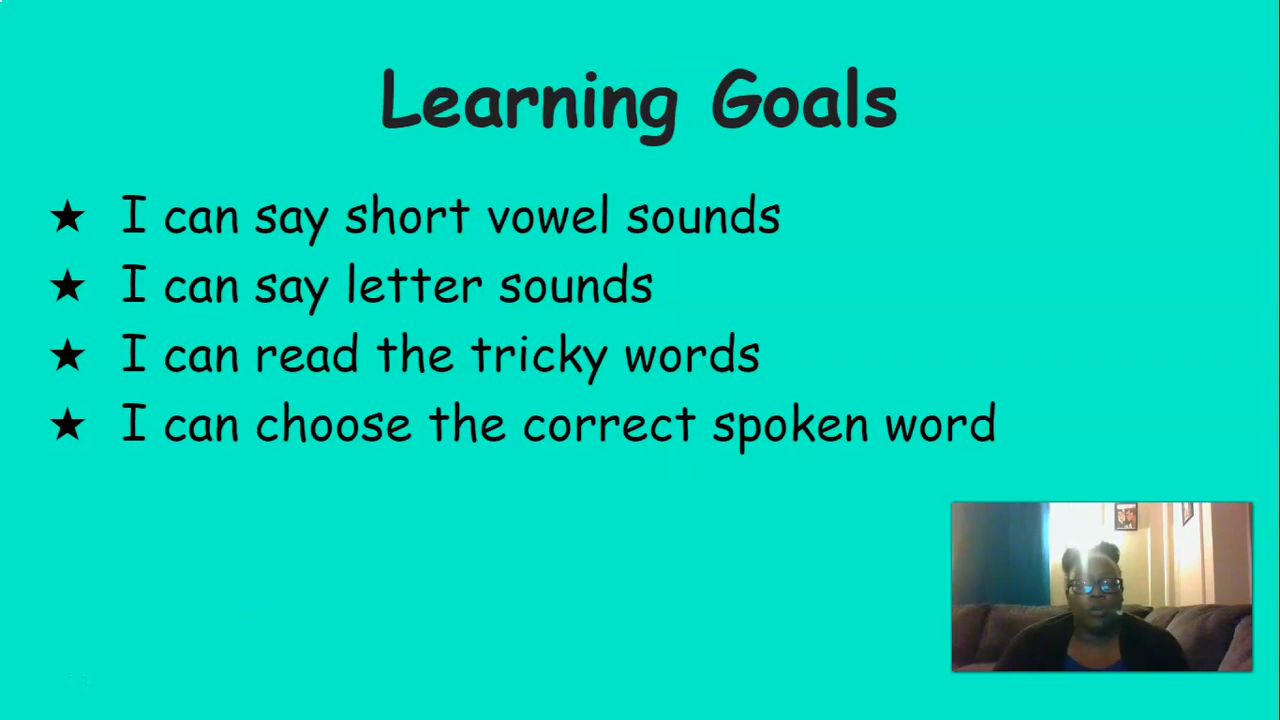 Learning Goals
★ I can say short vowel sounds
★ I can say letter sounds
★ I can read the tricky words
★ I can choose the correct spoken word